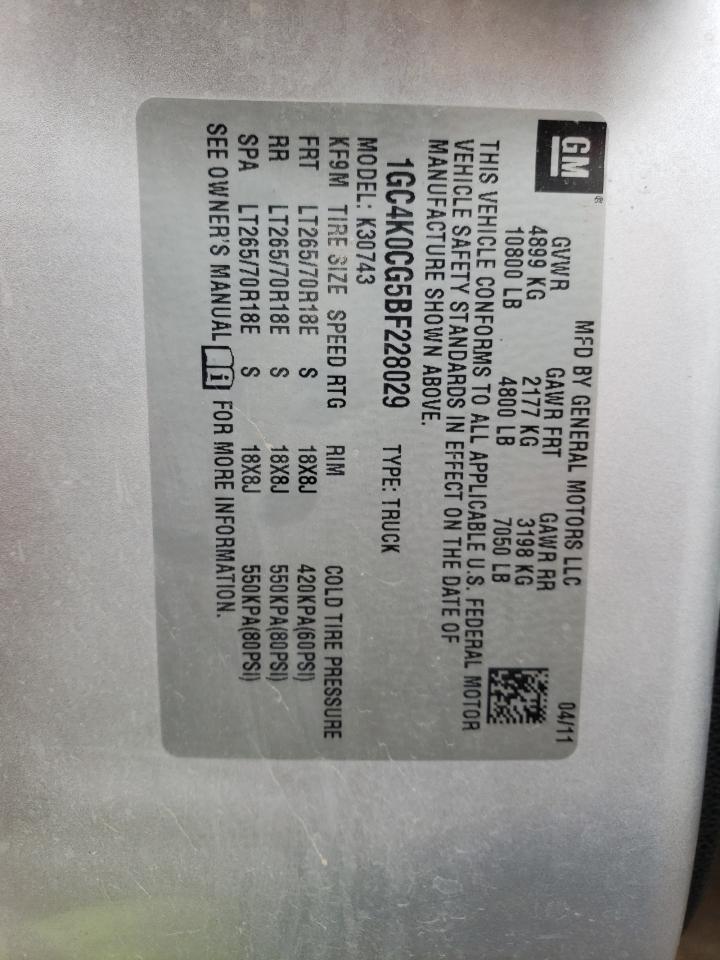 GM®
MFD BY GENERAL MOTORS LLC 04/11
GVWR GAWR FRT GAWR RR
4899 KG 2177 KG 3198 KG
10800 LB 4800 LB 7050 LB
THIS VEHICLE CONFORMS TO ALL APPLICABLE U.S. FEDERAL MOTOR
VEHICLE SAFETY STANDARDS IN EFFECT ON THE DATE OF
MANUFACTURE SHOWN ABOVE.
1GC4K0CG5BF228029 TYPE: TRUCK
MODEL: K30743
KF9M TIRE SIZE SPEED RTG RIM COLD TIRE PRESSURE
FRT LT265/70R18E S 18X8J 420KPA(60PSI)
RR LT265/70R18E S 18X8J 550KPA(80PSI)
SPA LT265/70R18E S 18X8J 550KPA(80PSI)
SEE OWNER'S MANUAL i FOR MORE INFORMATION.